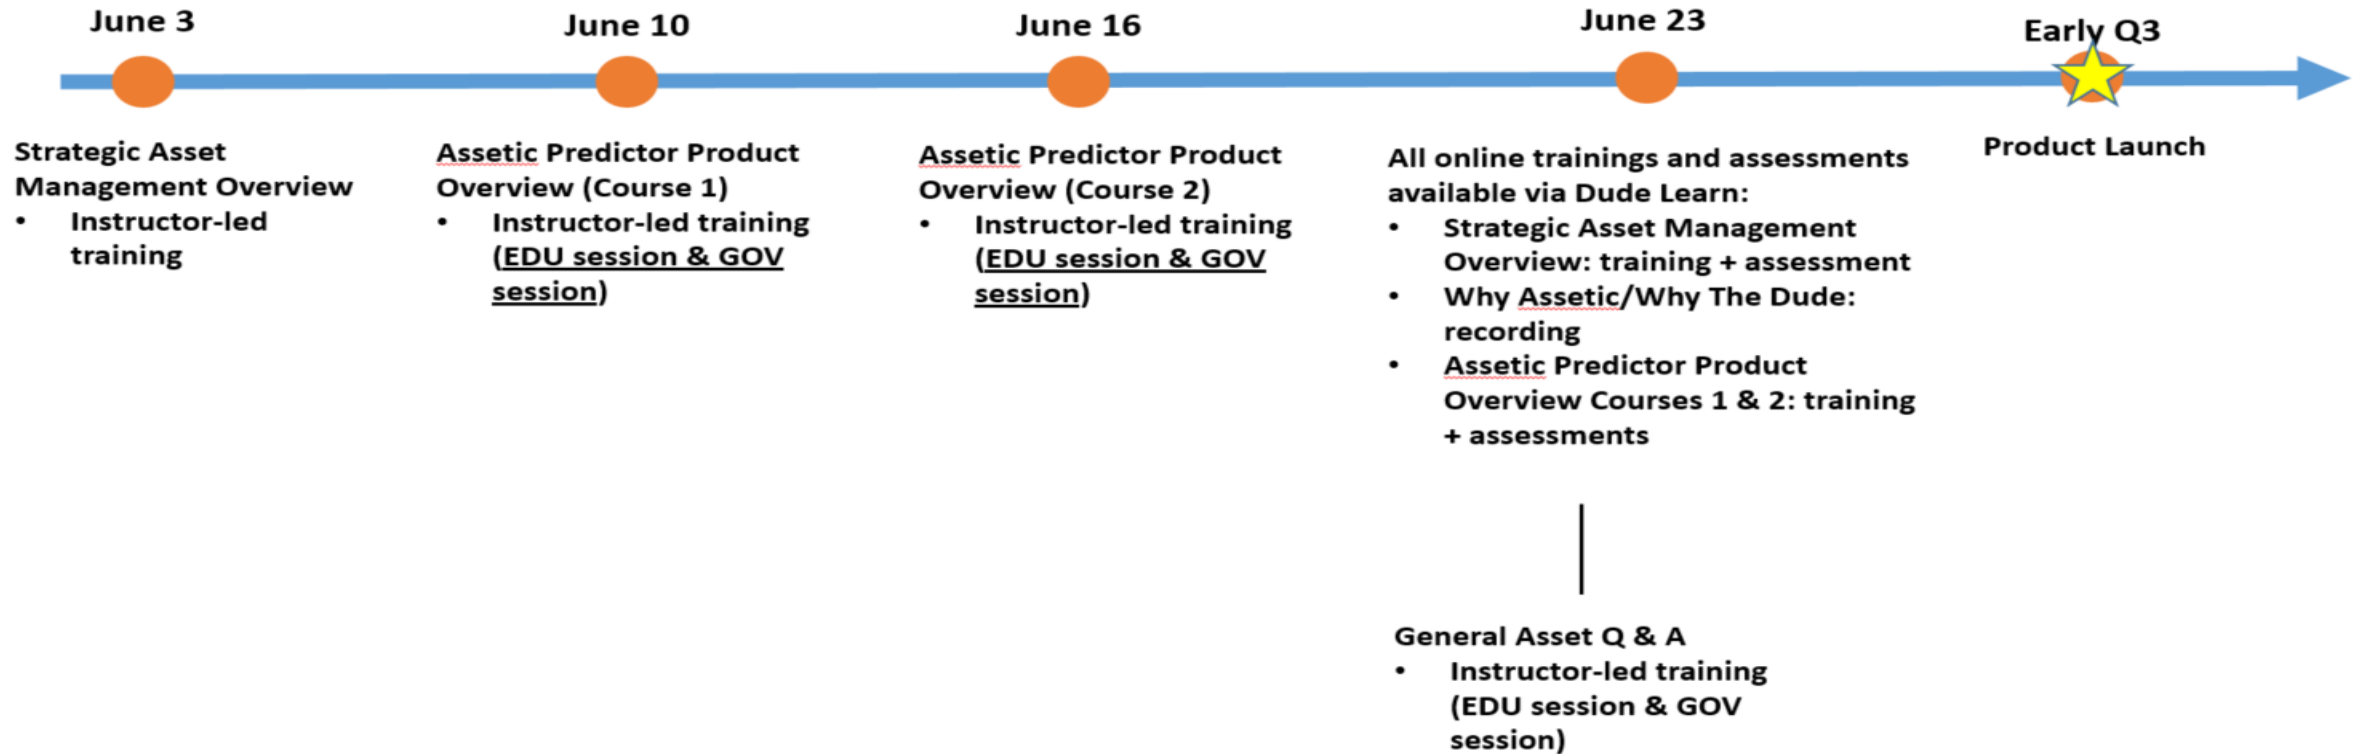 June 3
June 10
June 16
June 23
Early Q3
Strategic Asset
Management Overview
• Instructor-led
training
Assetic Predictor Product
Overview (Course 1)
• Instructor-led training
(EDU session & GOV
session)
Assetic Predictor Product
Overview (Course 2)
• Instructor-led training
(EDU session & GOV
session)
All online trainings and assessments
available via Dude Learn:
• Strategic Asset Management
Overview: training + assessment
• Why Assetic/Why The Dude:
recording
• Assetic Predictor Product
Overview Courses 1 & 2: training
+ assessments
General Asset Q & A
• Instructor-led training
(EDU session & GOV
session)
Product Launch